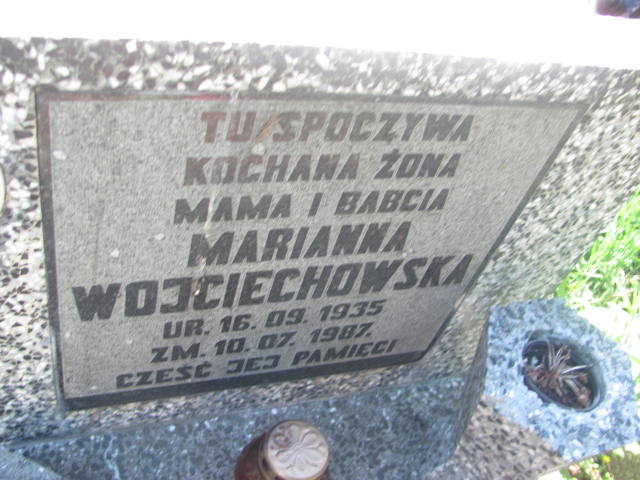 TU SPOCZYWA
KOCHANA ŻONA
MAMA I BABCIA
MARIANNA
WOJCIECHOWSKA
UR. 16. 09. 1935
ZM. 10. 07. 1987.
CZEŚĆ JEJ PAMIĘCI